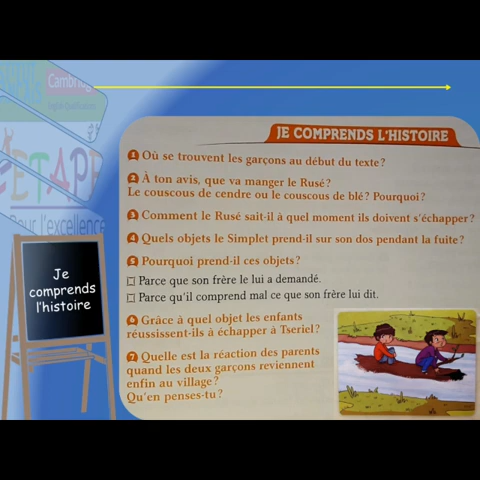 Cambridge
English Qualifications
ETAPE
Pour l'excellence
Je
comprends
l'histoire
JE COMPRENDS L'HISTOIRE
1 Où se trouvent les garçons au début du texte?
2 À ton avis, que va manger le Rusé?
Le couscous de cendre ou le couscous de blé? Pourquoi?
3 Comment le Rusé sait-il à quel moment ils doivent s'échapper?
4 Quels objets le Simplet prend-il sur son dos pendant la fuite?
5 Pourquoi prend-il ces objets?
□ Parce que son frère le lui a demandé.
□ Parce qu'il comprend mal ce que son frère lui dit.
6 Grâce à quel objet les enfants
réussissent-ils à échapper à Tseriel?
7 Quelle est la réaction des parents
quand les deux garçons reviennent
enfin au village?
Qu'en penses-tu?